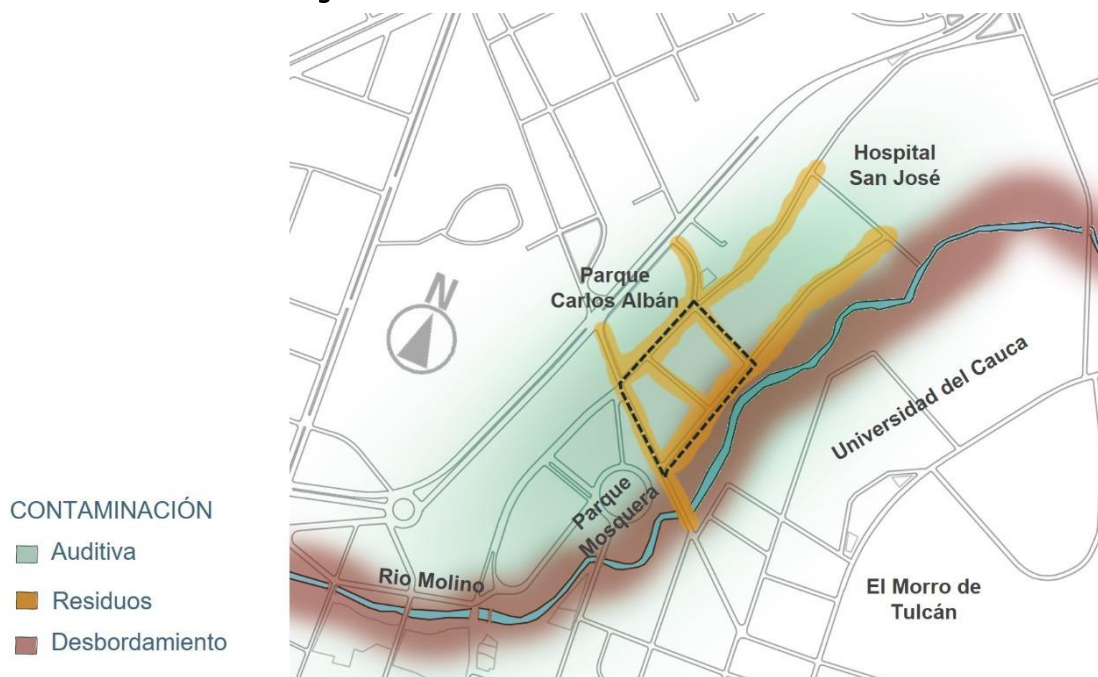 Hospital
San José
Parque
Carlos Albán
N
Universidad del Cauca
Parque
Mosquera
Rio Molino
El Morro de
Tulcán
CONTAMINACIÓN
Auditiva
Residuos
Desbordamiento